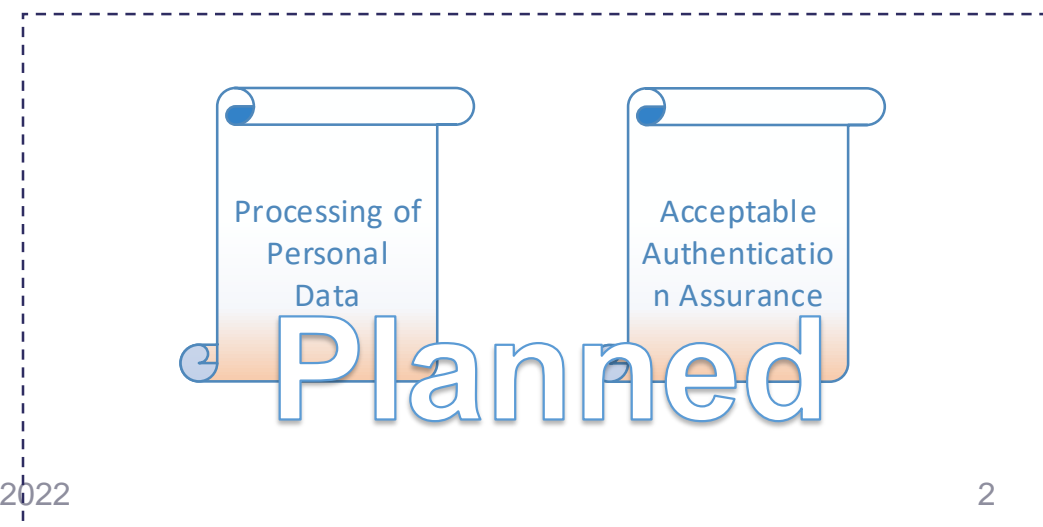 Processing of
Personal
Data
Acceptable
Authenticatio
n Assurance
Planned
2022
2